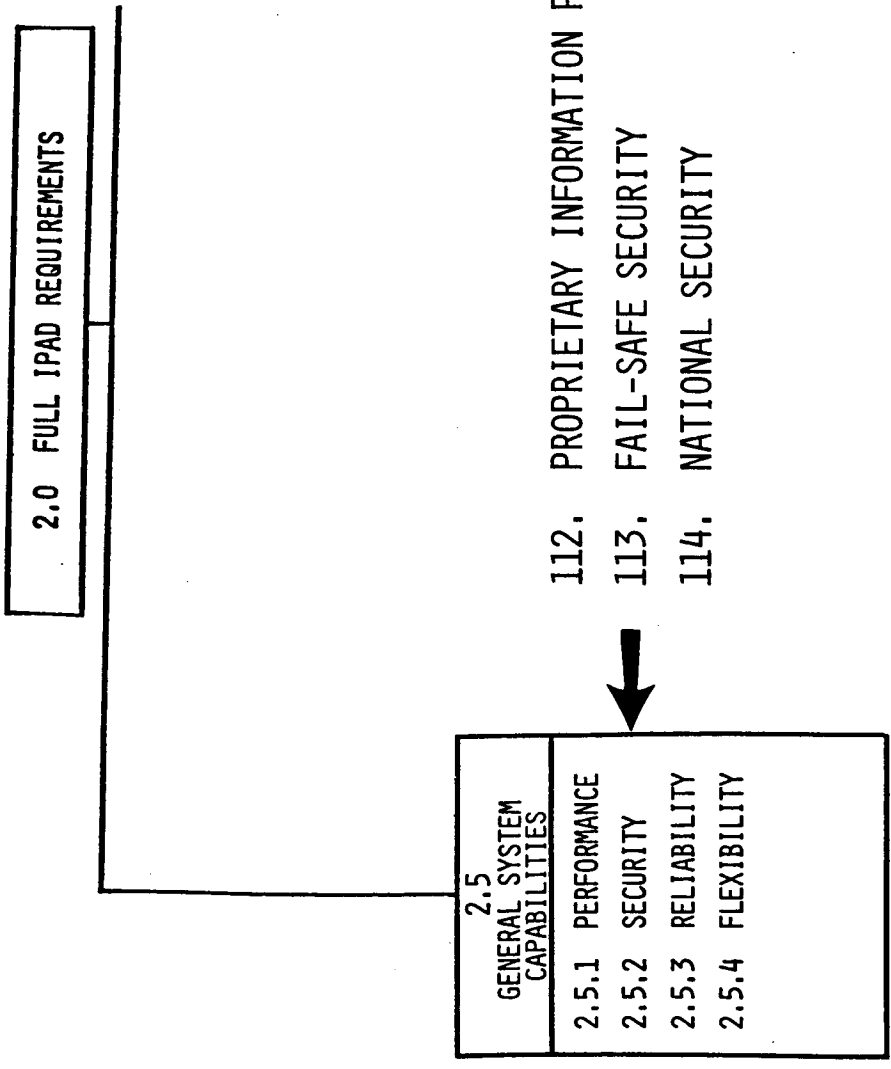 2.0 FULL IPAD REQUIREMENTS
2.5
GENERAL SYSTEM
CAPABILITIES
2.5.1 PERFORMANCE
2.5.2 SECURITY
2.5.3 RELIABILITY
2.5.4 FLEXIBILITY
112. PROPRIETARY INFORMATION
113. FAIL-SAFE SECURITY
114. NATIONAL SECURITY